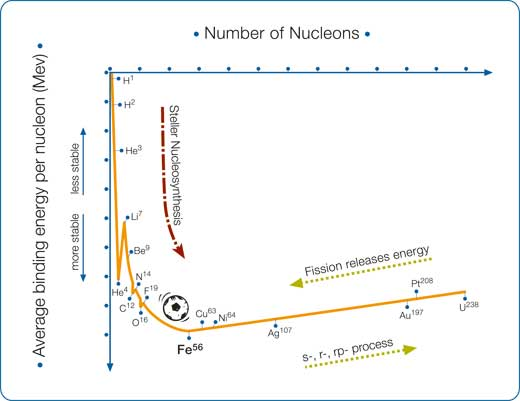 • Number of Nucleons •
• Average binding energy per nucleon (Mev) •
less stable
more stable
Steller Nucleosynthesis
H¹
H²
He³
Li⁷
Be⁹
He⁴
N¹⁴
C¹²
F¹⁹
O¹⁶
Fe⁵⁶
Cu⁶³
Ni⁶⁴
Ag¹⁰⁷
Fission releases energy
Pt²⁰⁸
Au¹⁹⁷
U²³⁸
s-, r-, rp- process